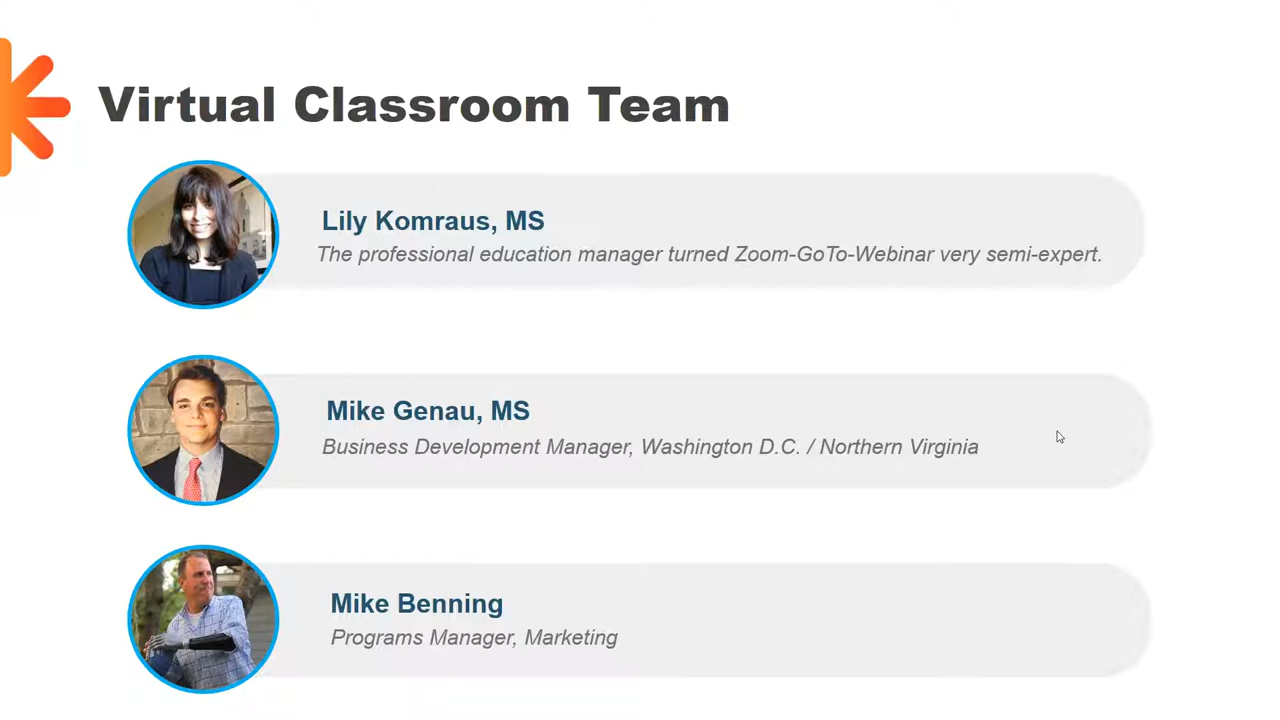 Virtual Classroom Team
Lily Komraus, MS
The professional education manager turned Zoom-GoTo-Webinar very semi-expert.
Mike Genau, MS
Business Development Manager, Washington D.C. / Northern Virginia
Mike Benning
Programs Manager, Marketing